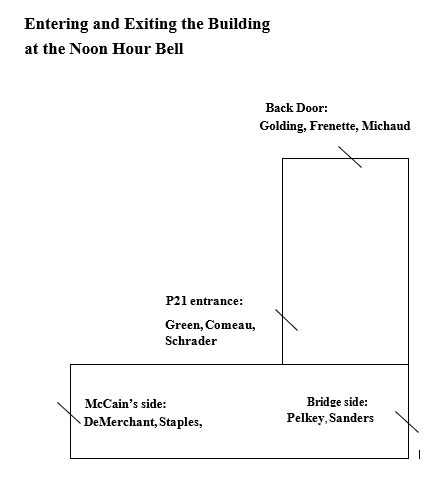 Entering and Exiting the Building
at the Noon Hour Bell
Back Door:
Golding, Frenette, Michaud
P21 entrance:
Green, Comeau,
Schrader
McCain's side:
DeMerchant, Staples,
Bridge side:
Pelkey, Sanders